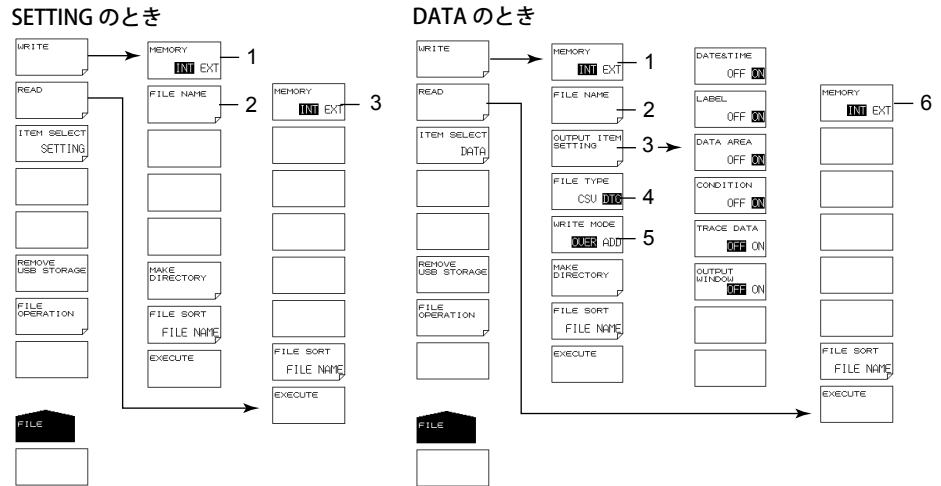 SETTING のとき
WRITE
READ
ITEM SELECT
SETTING
REMOVE
USB STORAGE
FILE
OPERATION
FILE
MEMORY
INT EXT
1
FILE NAME
2
MAKE
DIRECTORY
FILE SORT
FILE NAME
EXECUTE
MEMORY
INT EXT
3
FILE SORT
FILE NAME
EXECUTE
DATA のとき
WRITE
READ
ITEM SELECT
DATA
REMOVE
USB STORAGE
FILE
OPERATION
FILE
MEMORY
INT EXT
1
FILE NAME
2
OUTPUT ITEM
SETTING
3
FILE TYPE
CSV DTG
4
WRITE MODE
OVER ADD
5
MAKE
DIRECTORY
FILE SORT
FILE NAME
EXECUTE
DATE&TIME
OFF ON
LABEL
OFF ON
DATA AREA
OFF ON
CONDITION
OFF ON
TRACE DATA
OFF ON
OUTPUT
WINDOW
OFF ON
MEMORY
INT EXT
6
FILE SORT
FILE NAME
EXECUTE